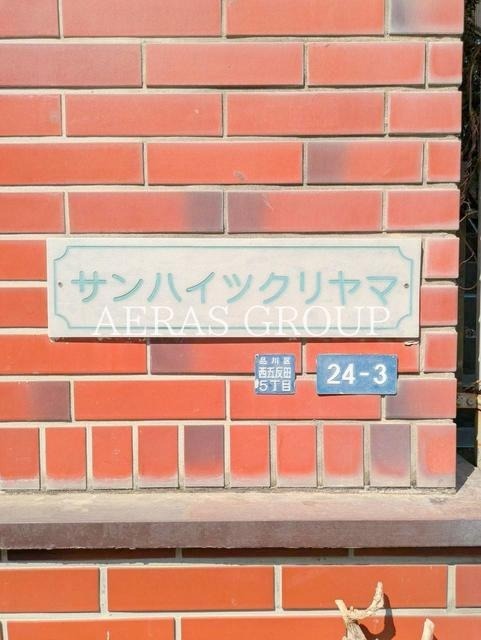 サンハイツクリヤマ
AERAS GROUP
品川区
西五反田
5丁目
24-3